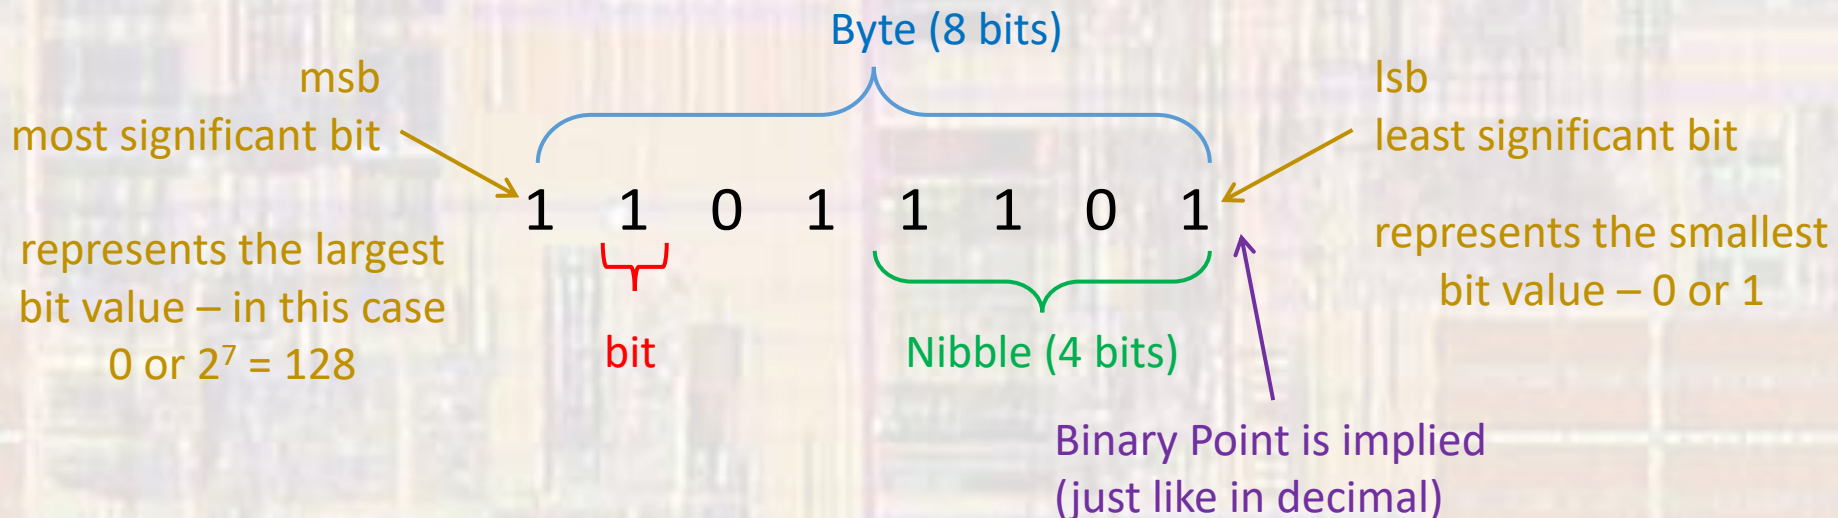 Byte (8 bits)
msb
most significant bit
lsb
least significant bit
1 1 0 1 1 1 0 1
represents the largest
bit value – in this case
0 or 2⁷ = 128
represents the smallest
bit value – 0 or 1
bit
Nibble (4 bits)
Binary Point is implied
(just like in decimal)